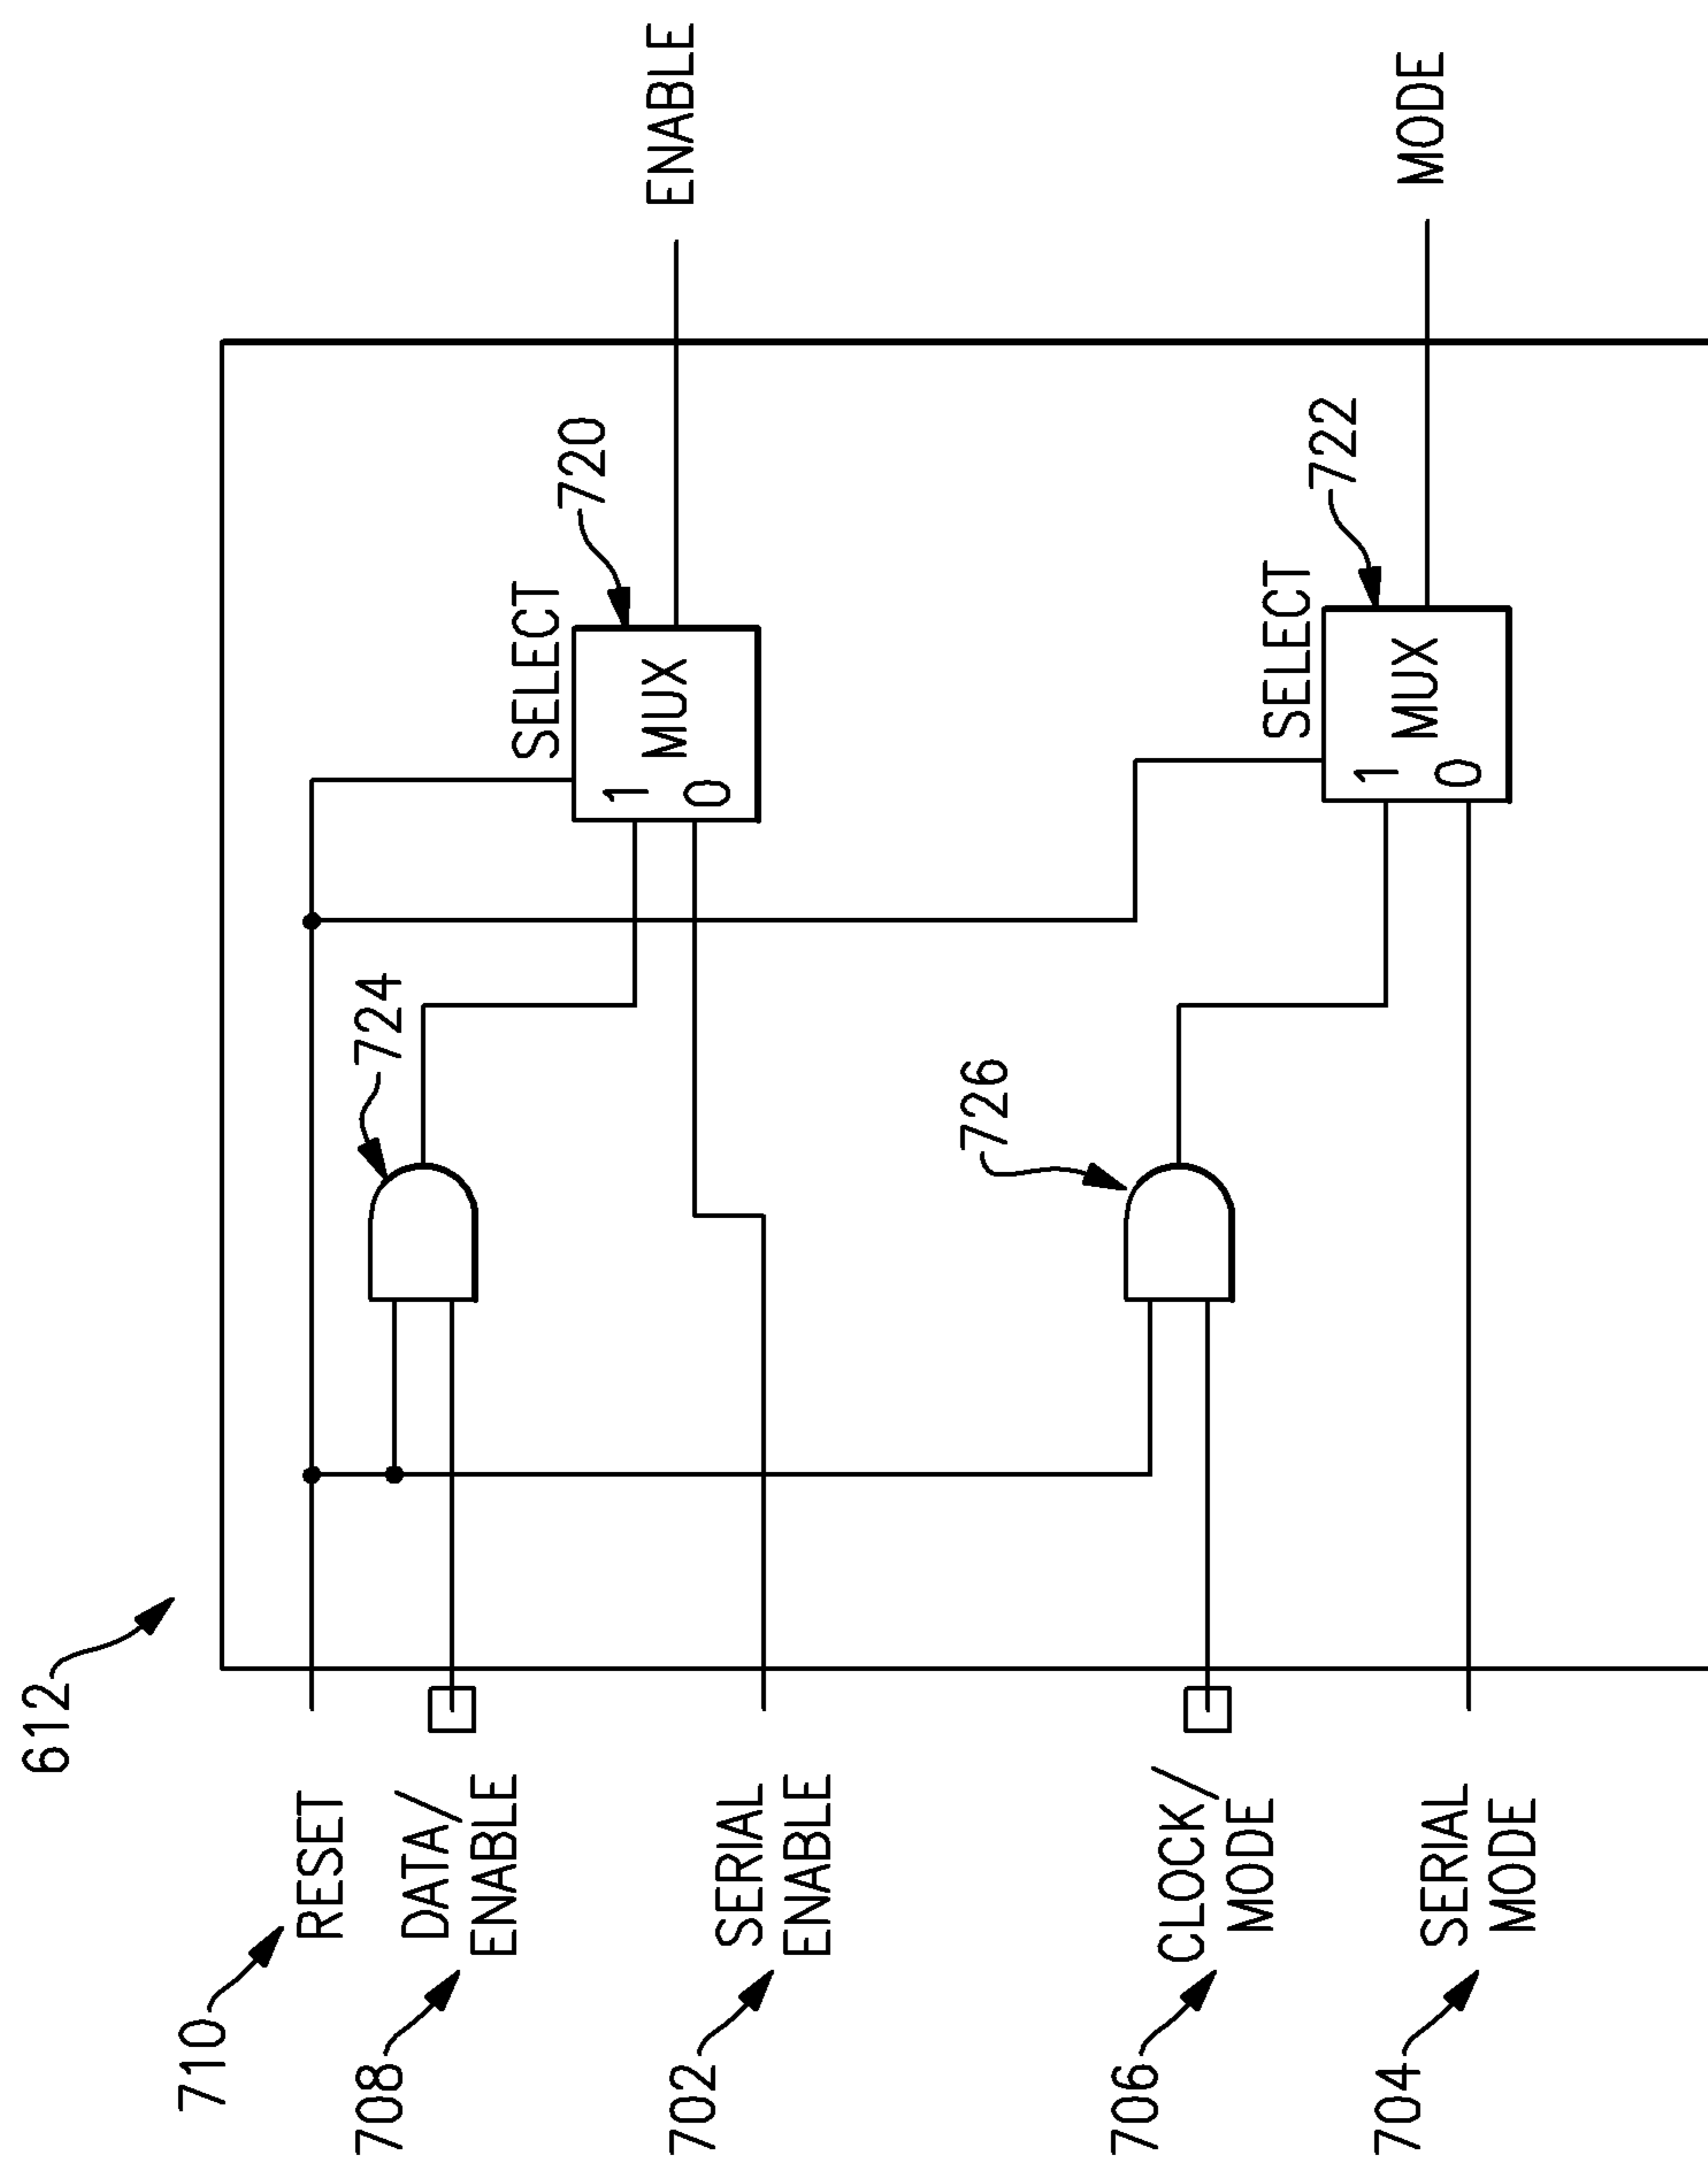 612
710
RESET
708
DATA/
ENABLE
702
SERIAL
ENABLE
706
CLOCK/
MODE
704
SERIAL
MODE
724
726
SELECT
720
1
MUX
0
SELECT
722
1
MUX
0
ENABLE
MODE